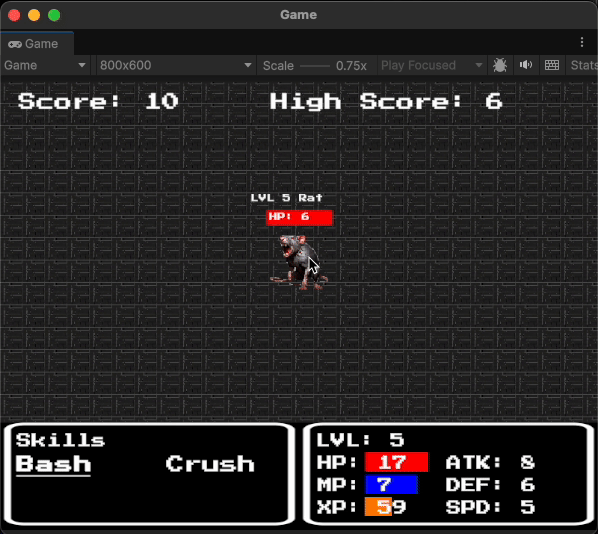 Game
Game
Game 800x600 Scale 0.75x Play Focused Stats
Score: 10 High Score: 6
LVL 5 Rat
HP: 6
Skills
Bash Crush
LVL: 5
HP: 17 ATK: 8
MP: 7 DEF: 6
XP: 59 SPD: 5